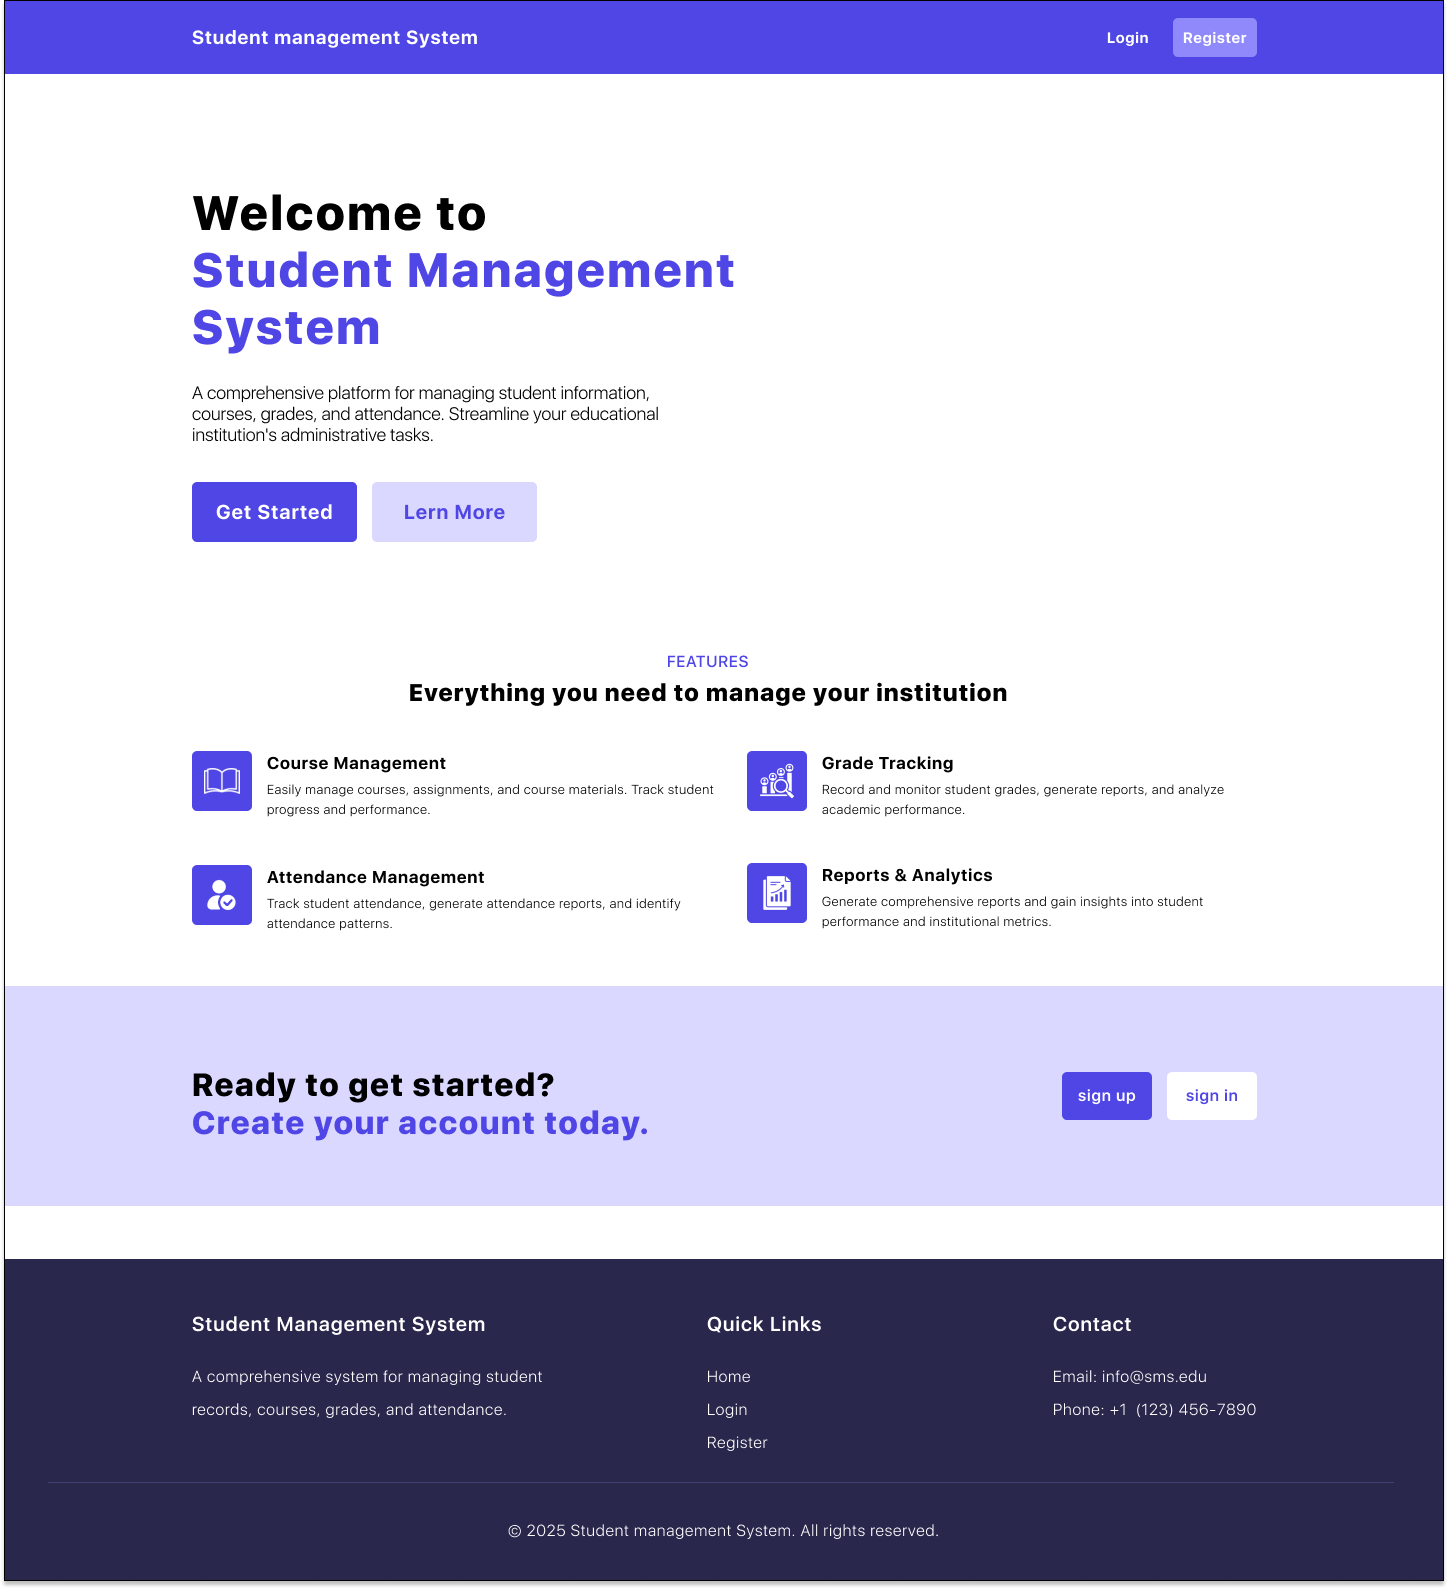 Student management System
Login
Register
Welcome to
Student Management
System
A comprehensive platform for managing student information,
courses, grades, and attendance. Streamline your educational
institution's administrative tasks.
Get Started
Lern More
FEATURES
Everything you need to manage your institution
Course Management
Easily manage courses, assignments, and course materials. Track student
progress and performance.
Grade Tracking
Record and monitor student grades, generate reports, and analyze
academic performance.
Attendance Management
Track student attendance, generate attendance reports, and identify
attendance patterns.
Reports & Analytics
Generate comprehensive reports and gain insights into student
performance and institutional metrics.
Ready to get started?
Create your account today.
sign up
sign in
Student Management System
A comprehensive system for managing student
records, courses, grades, and attendance.
Quick Links
Home
Login
Register
Contact
Email: info@sms.edu
Phone: +1  (123) 456-7890
© 2025 Student management System. All rights reserved.